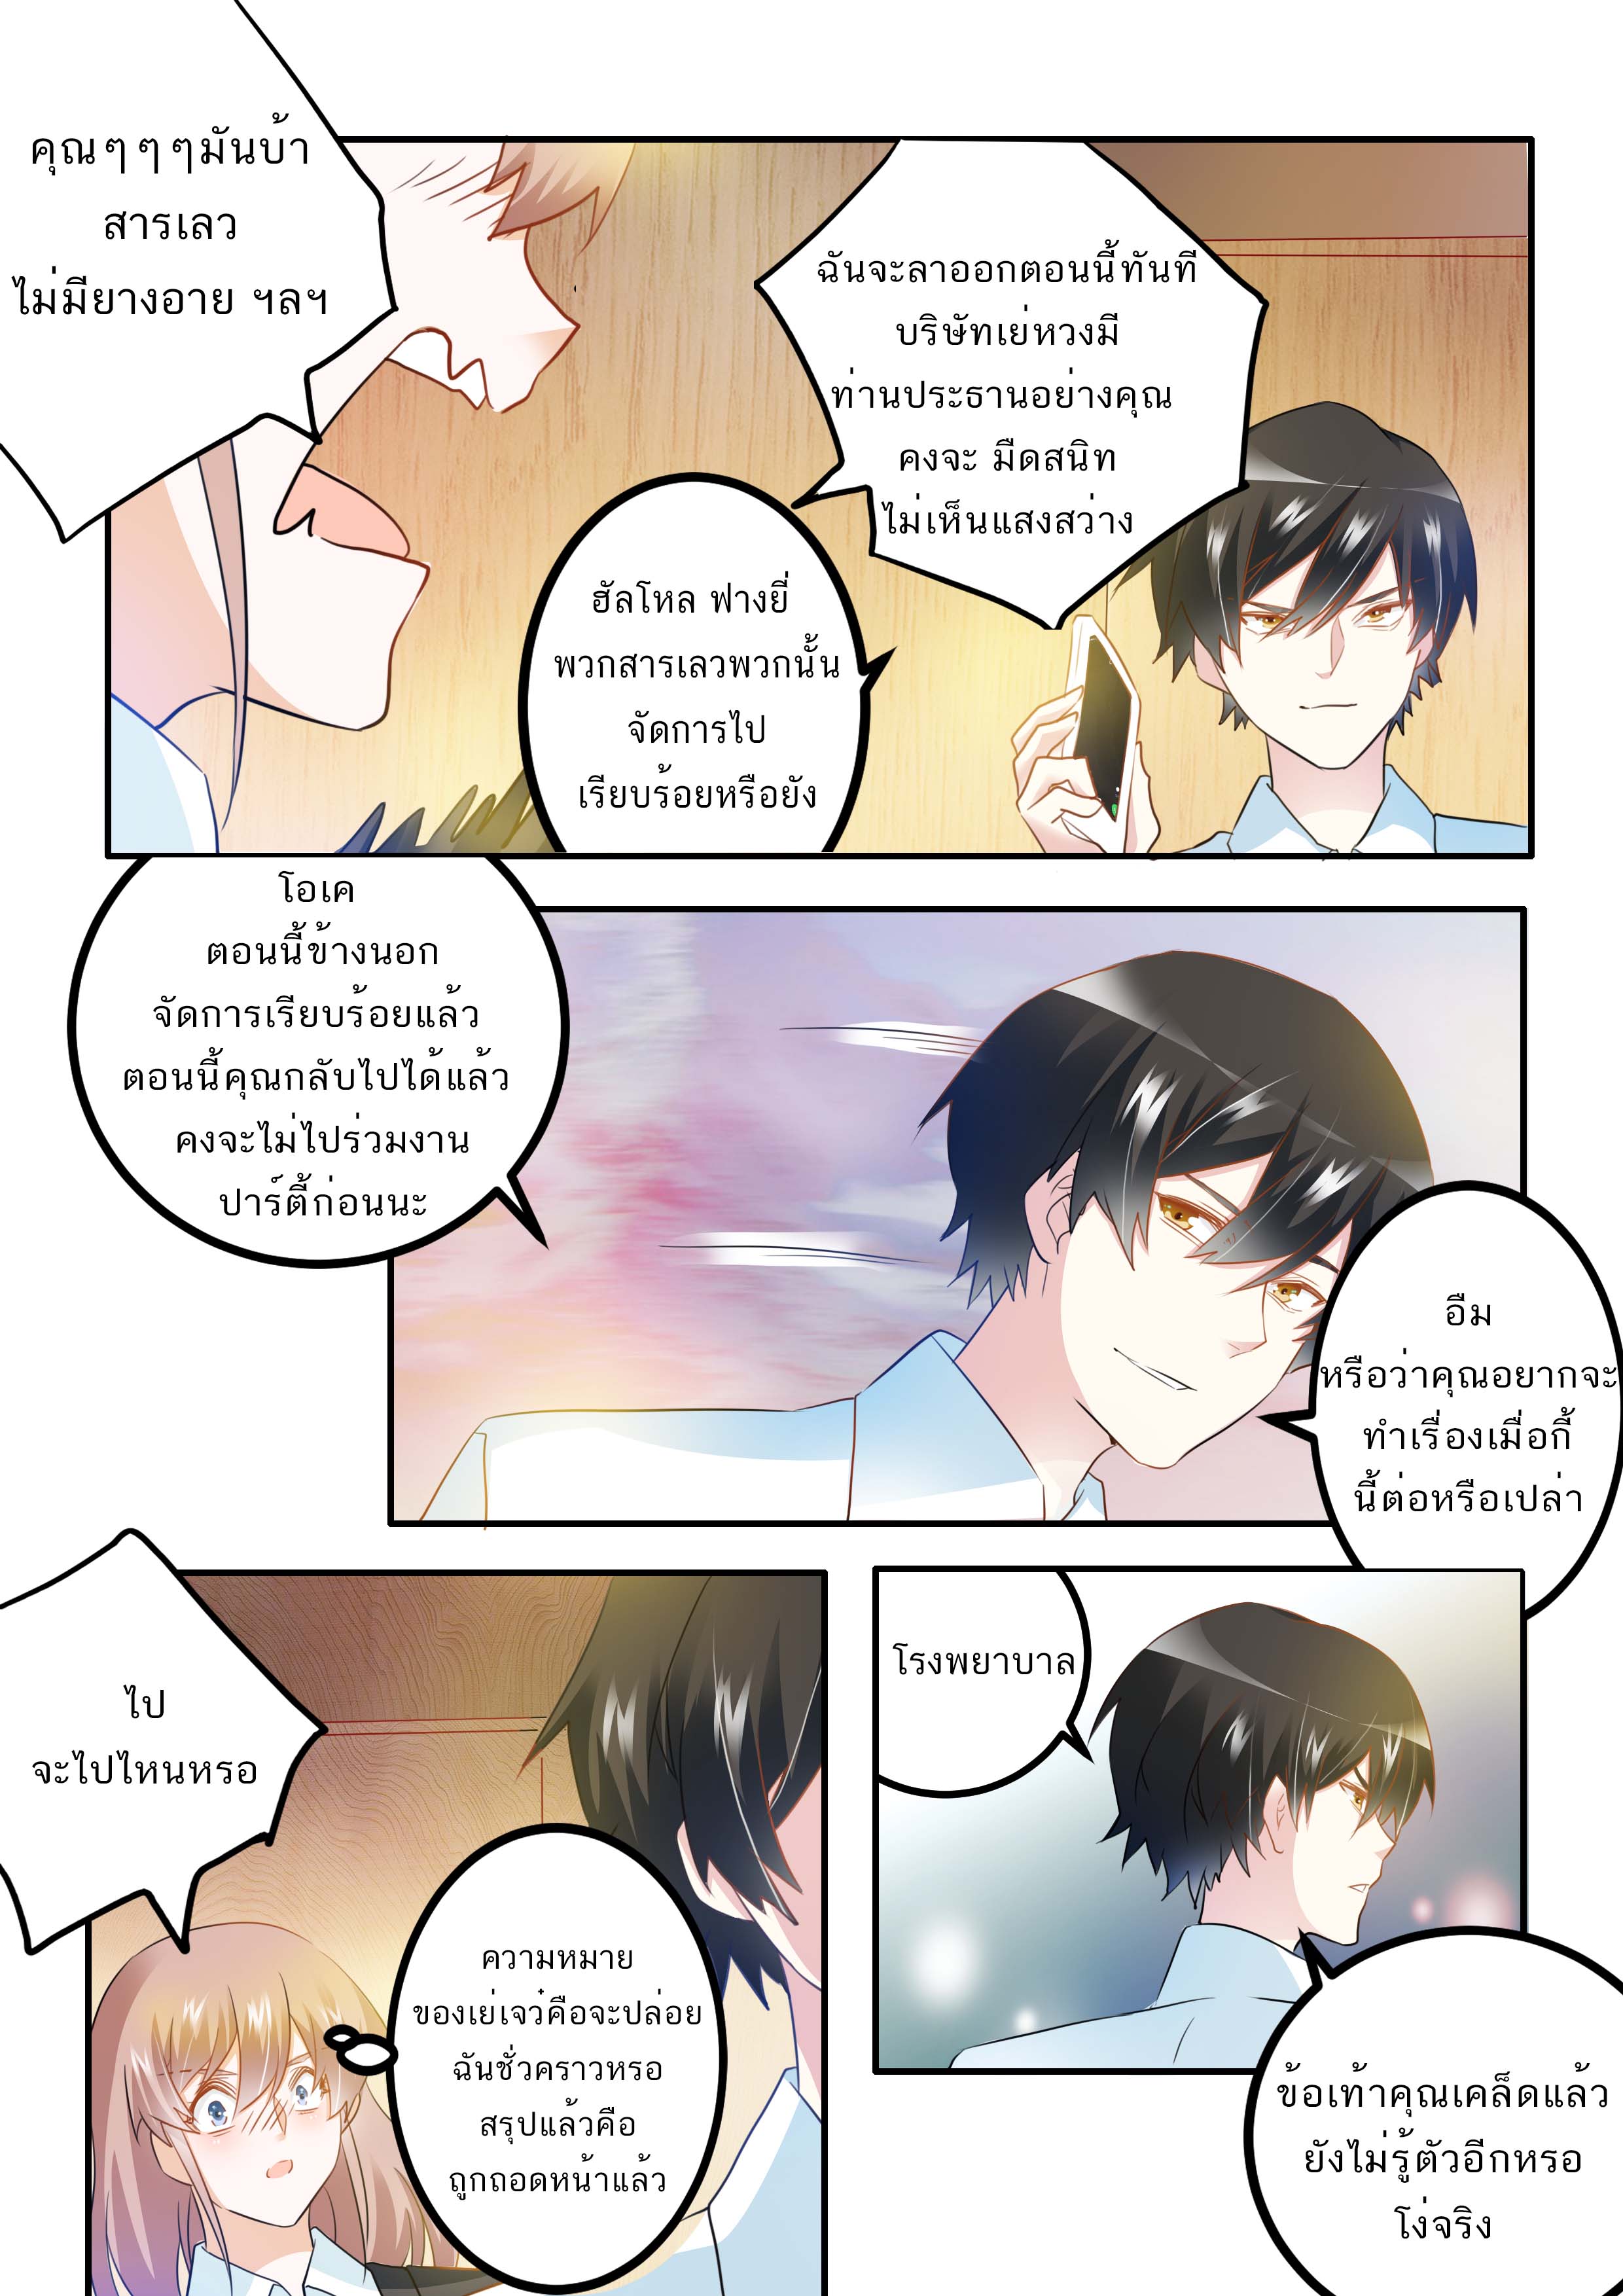 คุณๆๆๆมันบ้า
สารเลว
ไม่มียางอาย ฯลฯ
ฉันจะลาออกตอนนี้ทันที
บริษัทเย่หวงมี
ท่านประธานอย่างคุณ
คงจะ มืดสนิท
ไม่เห็นแสงสว่าง
ฮัลโหล ฟางยี่
พวกสารเลวพวกนั้น
จัดการไป
เรียบร้อยหรือยัง
โอเค
ตอนนี้ข้างนอก
จัดการเรียบร้อยแล้ว
ตอนนี้คุณกลับไปได้แล้ว
คงจะไม่ไปร่วมงาน
ปาร์ตี้ก่อนนะ
อืม
หรือว่าคุณอยากจะ
ทำเรื่องเมื่อกี้
นี้ต่อหรือเปล่า
ไป
จะไปไหนหรอ
ความหมาย
ของเย่เจว๋คือจะปล่อย
ฉันชั่วคราวหรอ
สรุปแล้วคือ
ถูกถอดหน้าแล้ว
โรงพยาบาล
ข้อเท้าคุณเคล็ดแล้ว
ยังไม่รู้ตัวอีกหรอ
โง่จริง